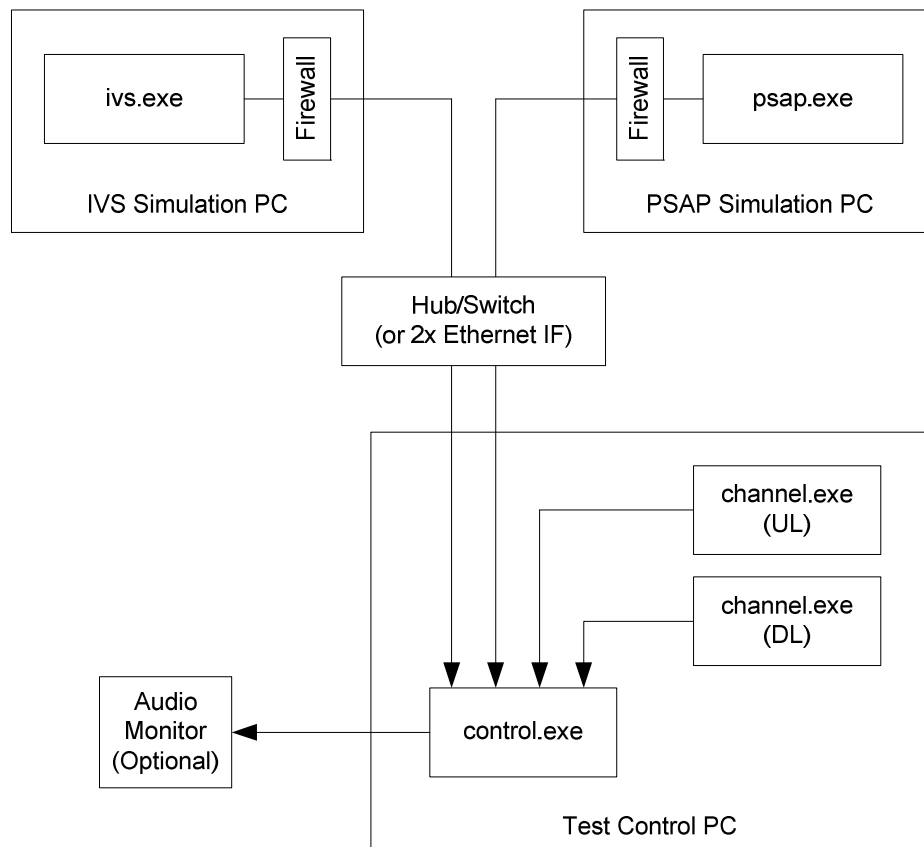 ivs.exe
Firewall
IVS Simulation PC
Firewall
psap.exe
PSAP Simulation PC
Hub/Switch
(or 2x Ethernet IF)
channel.exe
(UL)
channel.exe
(DL)
Audio
Monitor
(Optional)
control.exe
Test Control PC